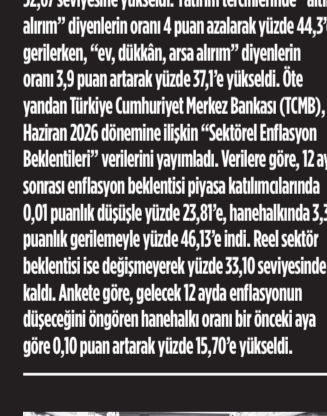 seviyesine yükseldi. Yatırım tercihlerinde
alırım” diyenlerin oranı 4 puan azalarak yüzde 44,3’
gerilerken, “ev, dükkân, arsa alırım” diyenlerin
oranı 3,9 puan artarak yüzde 37,1’e yükseldi. Öte
yandan Türkiye Cumhuriyet Merkez Bankası (TCMB),
Haziran 2026 dönemine ilişkin “Sektörel Enflasyon
Beklentileri” verilerini yayımladı. Verilere göre, 12 ay
sonrası enflasyon beklentisi piyasa katılımcılarında
0,01 puanlık düşüşle yüzde 23,81’e, hanehalkında
puanlık gerilemeyle yüzde 46,13’e indi. Reel sektör
beklentisi ise değişmeyerek yüzde 33,10 seviyesinde
kaldı. Ankete göre, gelecek 12 ayda enflasyonun
düşeceğini öngören hanehalkı oranı bir önceki aya
göre 0,10 puan artarak yüzde 15,70’e yükseldi.